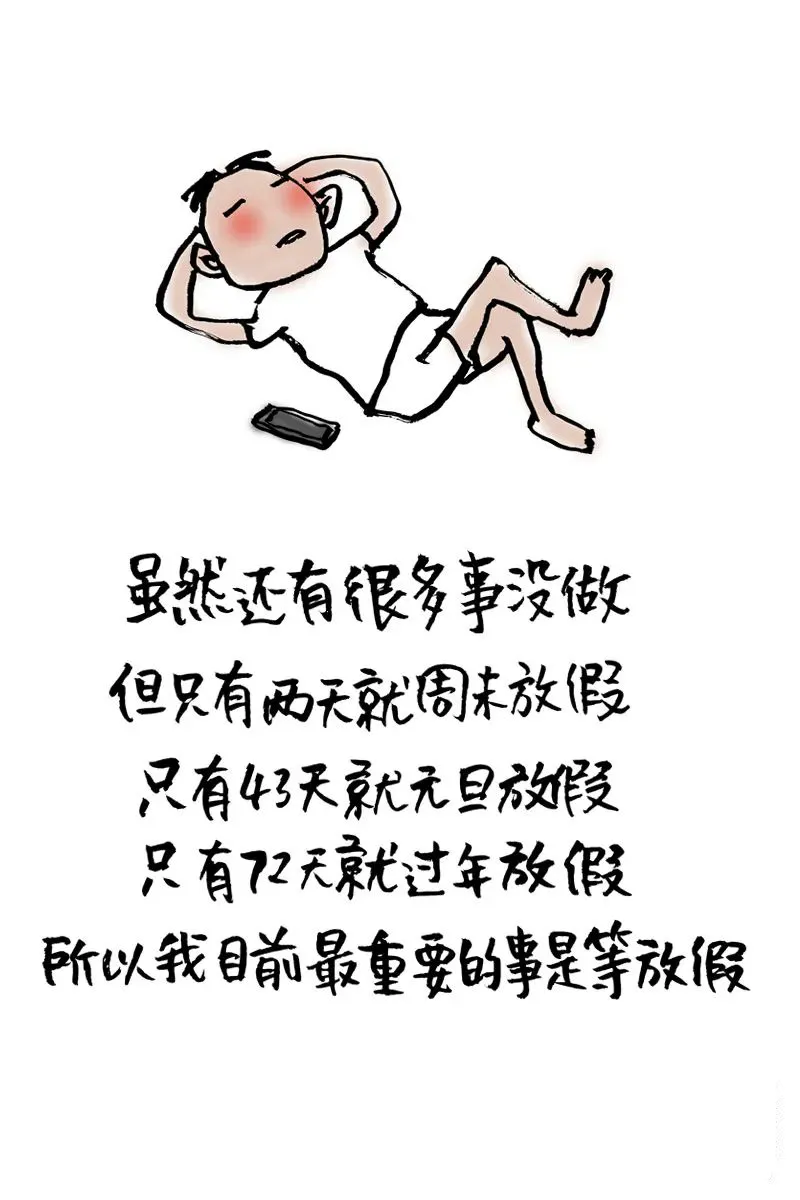 虽然还有很多事没做
但只有两天就周末放假
只有43天就元旦放假
只有72天就过年放假
所以我目前最重要的事是等放假